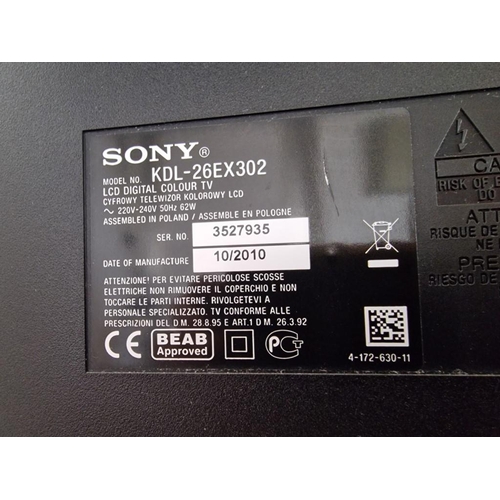 SONY®
MODEL NO. KDL-26EX302
LCD DIGITAL COLOUR TV
CYFROWY TELEWIZOR KOLOROWY LCD
~ 220V-240V 50Hz 62W
ASSEMBLED IN POLAND / ASSEMBLE EN POLOGNE
SER. NO. 3527935
DATE OF MANUFACTURE 10/2010
ATTENZIONE! PER EVITARE PERICOLOSE SCOSSE
ELETTRICHE NON RIMUOVERE IL COPERCHIO E NON
TOCCARE LE PARTI INTERNE. RIVOLGETEVI A
PERSONALE SPECIALIZZATO. TV CONFORME ALLE
PRESCRIZIONI DEL D.M. 28.8.95 E ART.1 D.M. 26.3.92
CE BEAB
Approved
4-172-630-11
CA
RISK OF E
DO
ATT
RISQUE DE
NE
PRE
RIESGO DE